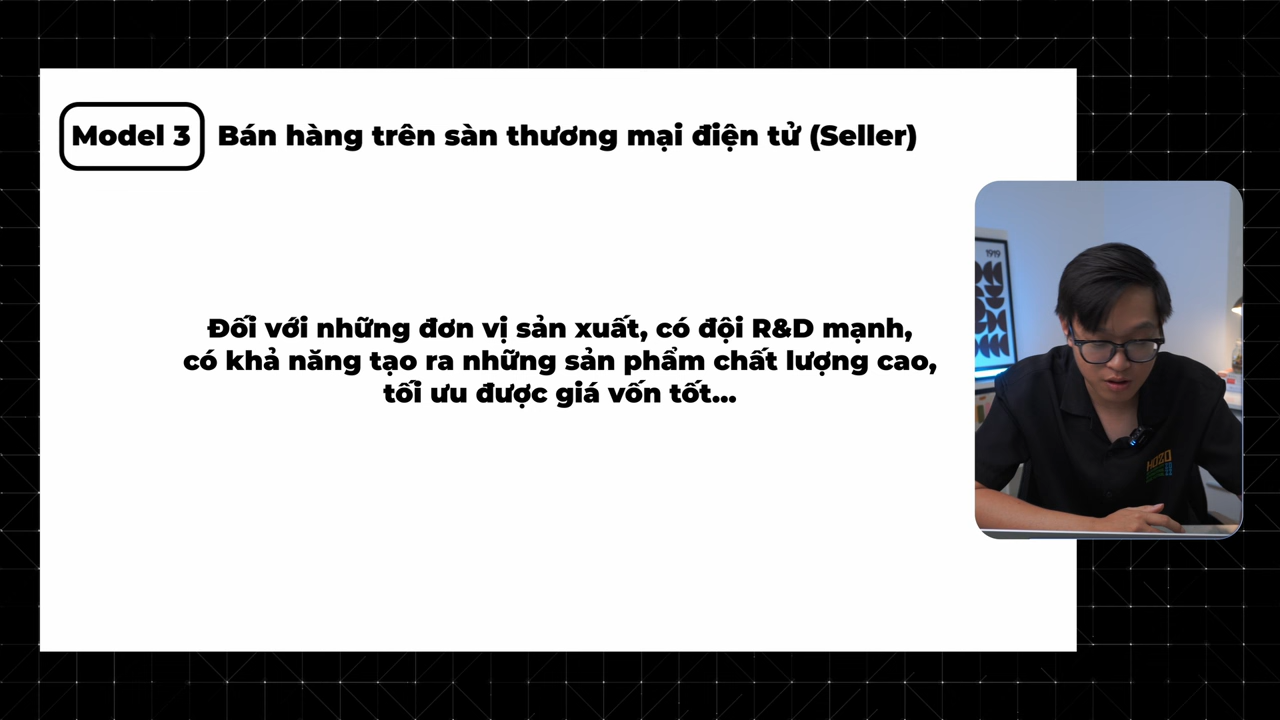 Model 3 Bán hàng trên sàn thương mại điện tử (Seller)
Đối với những đơn vị sản xuất, có đội R&D mạnh,
có khả năng tạo ra những sản phẩm chất lượng cao,
tối ưu được giá vốn tốt...
1919
HOZO